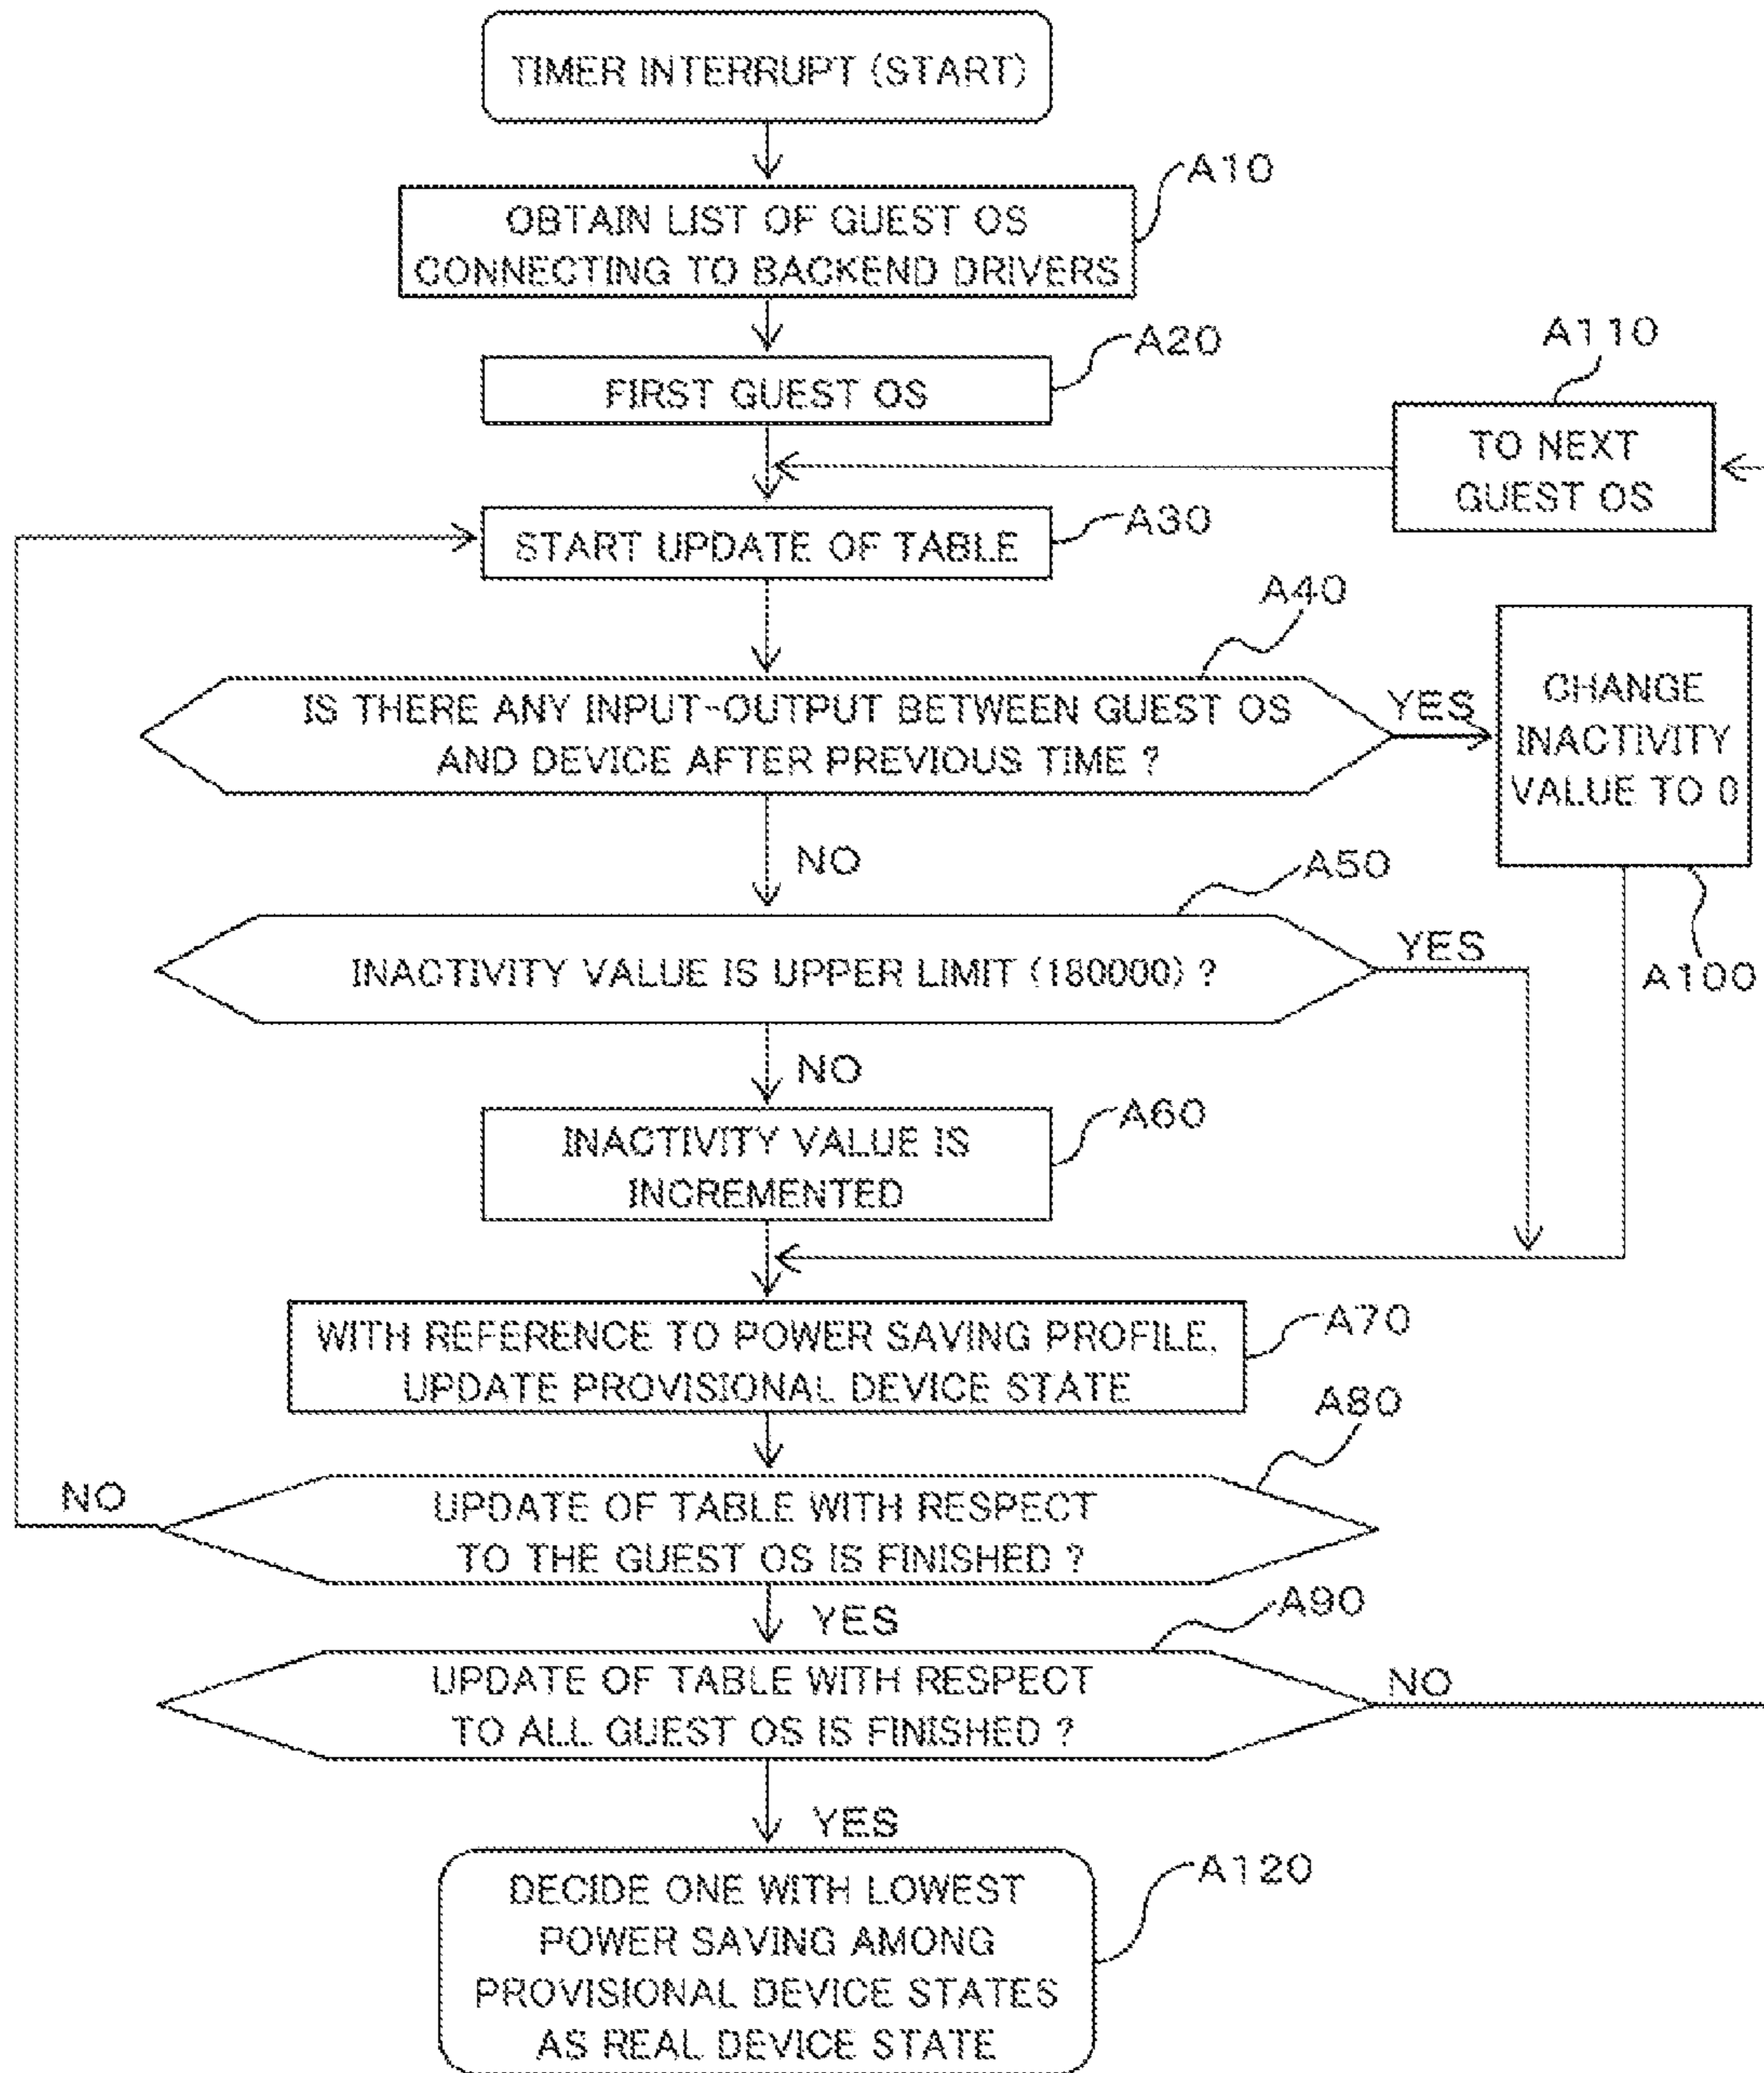 TIMER INTERRUPT (START)
A10
OBTAIN LIST OF GUEST OS
CONNECTING TO BACKEND DRIVERS
A20
FIRST GUEST OS
A110
TO NEXT
GUEST OS
A30
START UPDATE OF TABLE
A40
IS THERE ANY INPUT-OUTPUT BETWEEN GUEST OS
AND DEVICE AFTER PREVIOUS TIME ?
YES
CHANGE
INACTIVITY
VALUE TO 0
A100
NO
A50
INACTIVITY VALUE IS UPPER LIMIT (180000) ?
YES
NO
A60
INACTIVITY VALUE IS
INCREMENTED
A70
WITH REFERENCE TO POWER SAVING PROFILE,
UPDATE PROVISIONAL DEVICE STATE
A80
NO
UPDATE OF TABLE WITH RESPECT
TO THE GUEST OS IS FINISHED ?
YES
A90
UPDATE OF TABLE WITH RESPECT
TO ALL GUEST OS IS FINISHED ?
NO
YES
A120
DECIDE ONE WITH LOWEST
POWER SAVING AMONG
PROVISIONAL DEVICE STATES
AS REAL DEVICE STATE